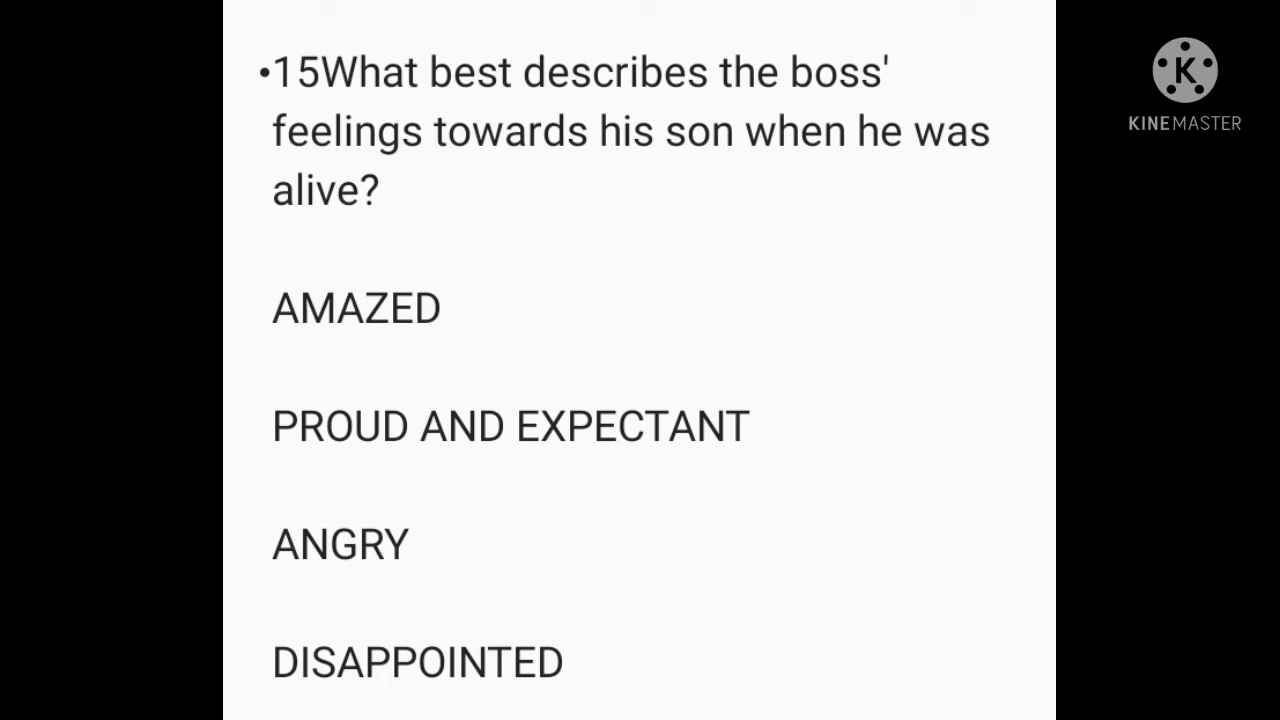 •15What best describes the boss'
feelings towards his son when he was
alive?
AMAZED
PROUD AND EXPECTANT
ANGRY
DISAPPOINTED
K
KINEMASTER